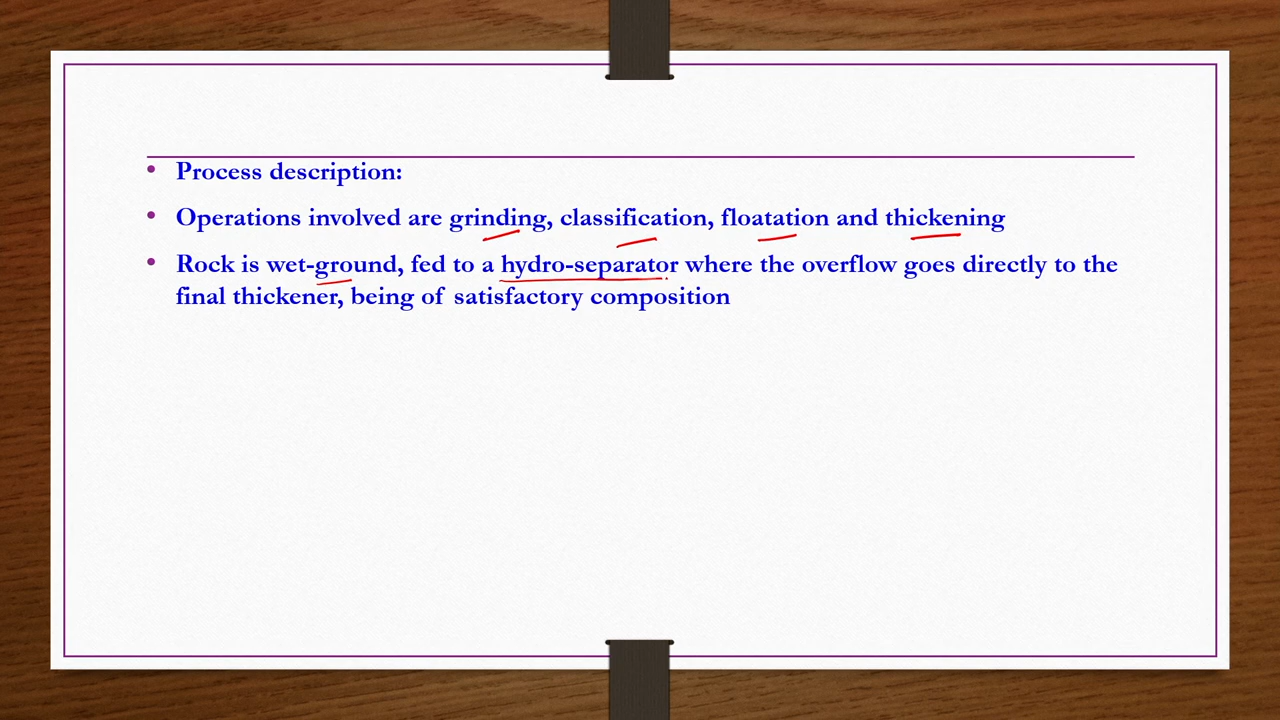 • Process description:
• Operations involved are grinding, classification, floatation and thickening
• Rock is wet-ground, fed to a hydro-separator where the overflow goes directly to the
final thickener, being of satisfactory composition